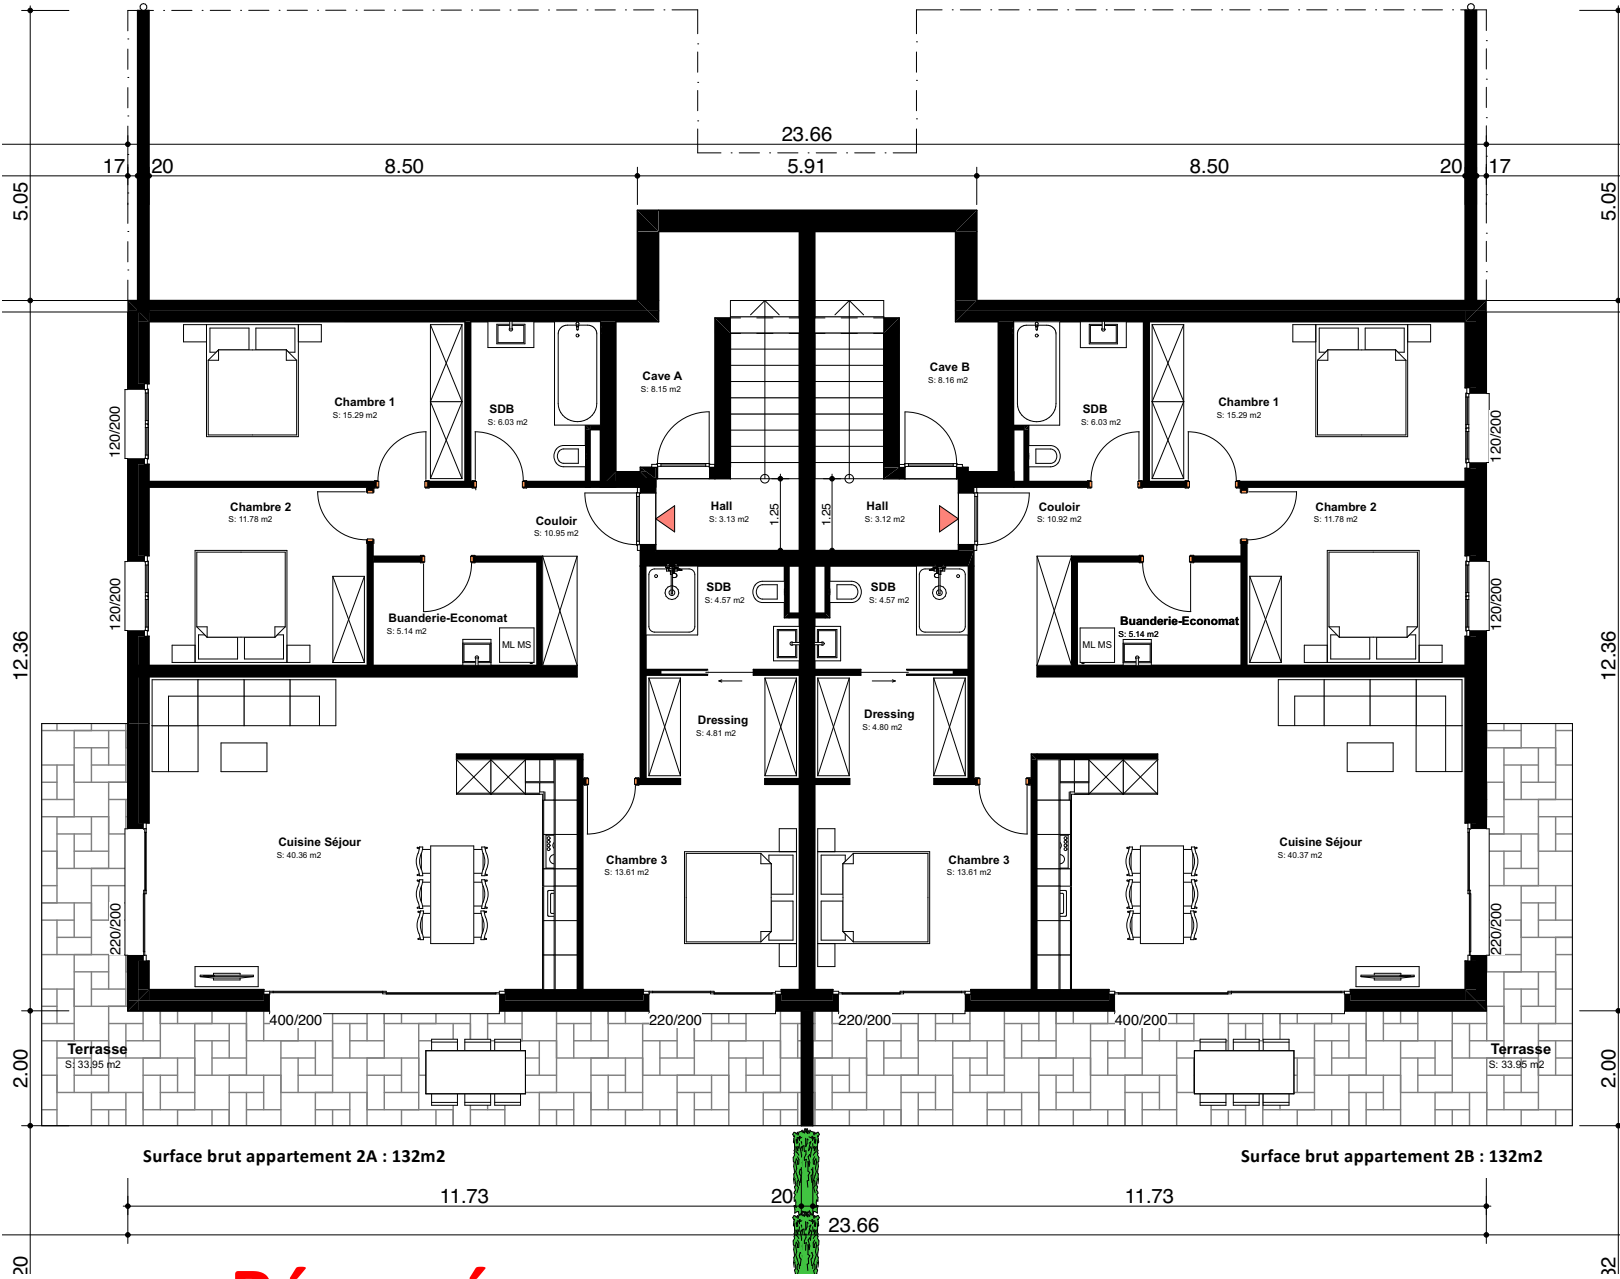 23.66
17 20 8.50 5.91 8.50 20 17
5.05
5.05
Cave A
S: 8.15 m2
Cave B
S: 8.16 m2
Chambre 1
S: 15.29 m2
SDB
S: 6.03 m2
SDB
S: 6.03 m2
Chambre 1
S: 15.29 m2
120/200
120/200
Chambre 2
S: 11.78 m2
Couloir
S: 10.95 m2
Hall
S: 3.13 m2
1.25
1.25
Hall
S: 3.12 m2
Couloir
S: 10.92 m2
Chambre 2
S: 11.78 m2
120/200
120/200
SDB
S: 4.57 m2
SDB
S: 4.57 m2
Buanderie-Economat
S: 5.14 m2
ML MS
Buanderie-Economat
S: 5.14 m2
ML MS
12.36
12.36
Dressing
S: 4.81 m2
Dressing
S: 4.80 m2
Cuisine Séjour
S: 40.36 m2
Chambre 3
S: 13.61 m2
Chambre 3
S: 13.61 m2
Cuisine Séjour
S: 40.37 m2
220/200
220/200
400/200
220/200
220/200
400/200
Terrasse
S: 33.95 m2
Terrasse
S: 33.95 m2
2.00
2.00
Surface brut appartement 2A : 132m2
Surface brut appartement 2B : 132m2
11.73 20 11.73
23.66
20